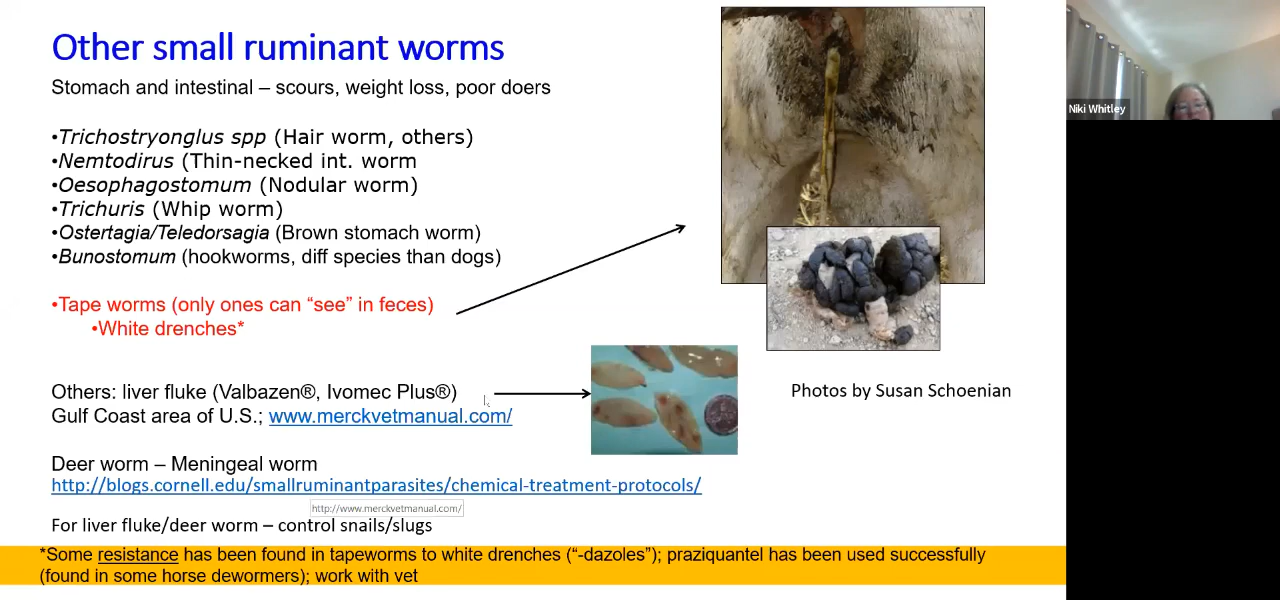 Other small ruminant worms
Stomach and intestinal – scours, weight loss, poor doers
•Trichostryonglus spp (Hair worm, others)
•Nemtodirus (Thin-necked int. worm
•Oesophagostomum (Nodular worm)
•Trichuris (Whip worm)
•Ostertagia/Teledorsagia (Brown stomach worm)
•Bunostomum (hookworms, diff species than dogs)
•Tape worms (only ones can “see” in feces)
•White drenches*
Others: liver fluke (Valbazen®, Ivomec Plus®)
Gulf Coast area of U.S.; www.merckvetmanual.com/
Deer worm – Meningeal worm
http://blogs.cornell.edu/smallruminantparasites/chemical-treatment-protocols/
http://www.merckvetmanual.com/
For liver fluke/deer worm – control snails/slugs
*Some resistance has been found in tapeworms to white drenches (“-dazoles”); praziquantel has been used successfully
(found in some horse dewormers); work with vet
Photos by Susan Schoenian
Niki Whitley